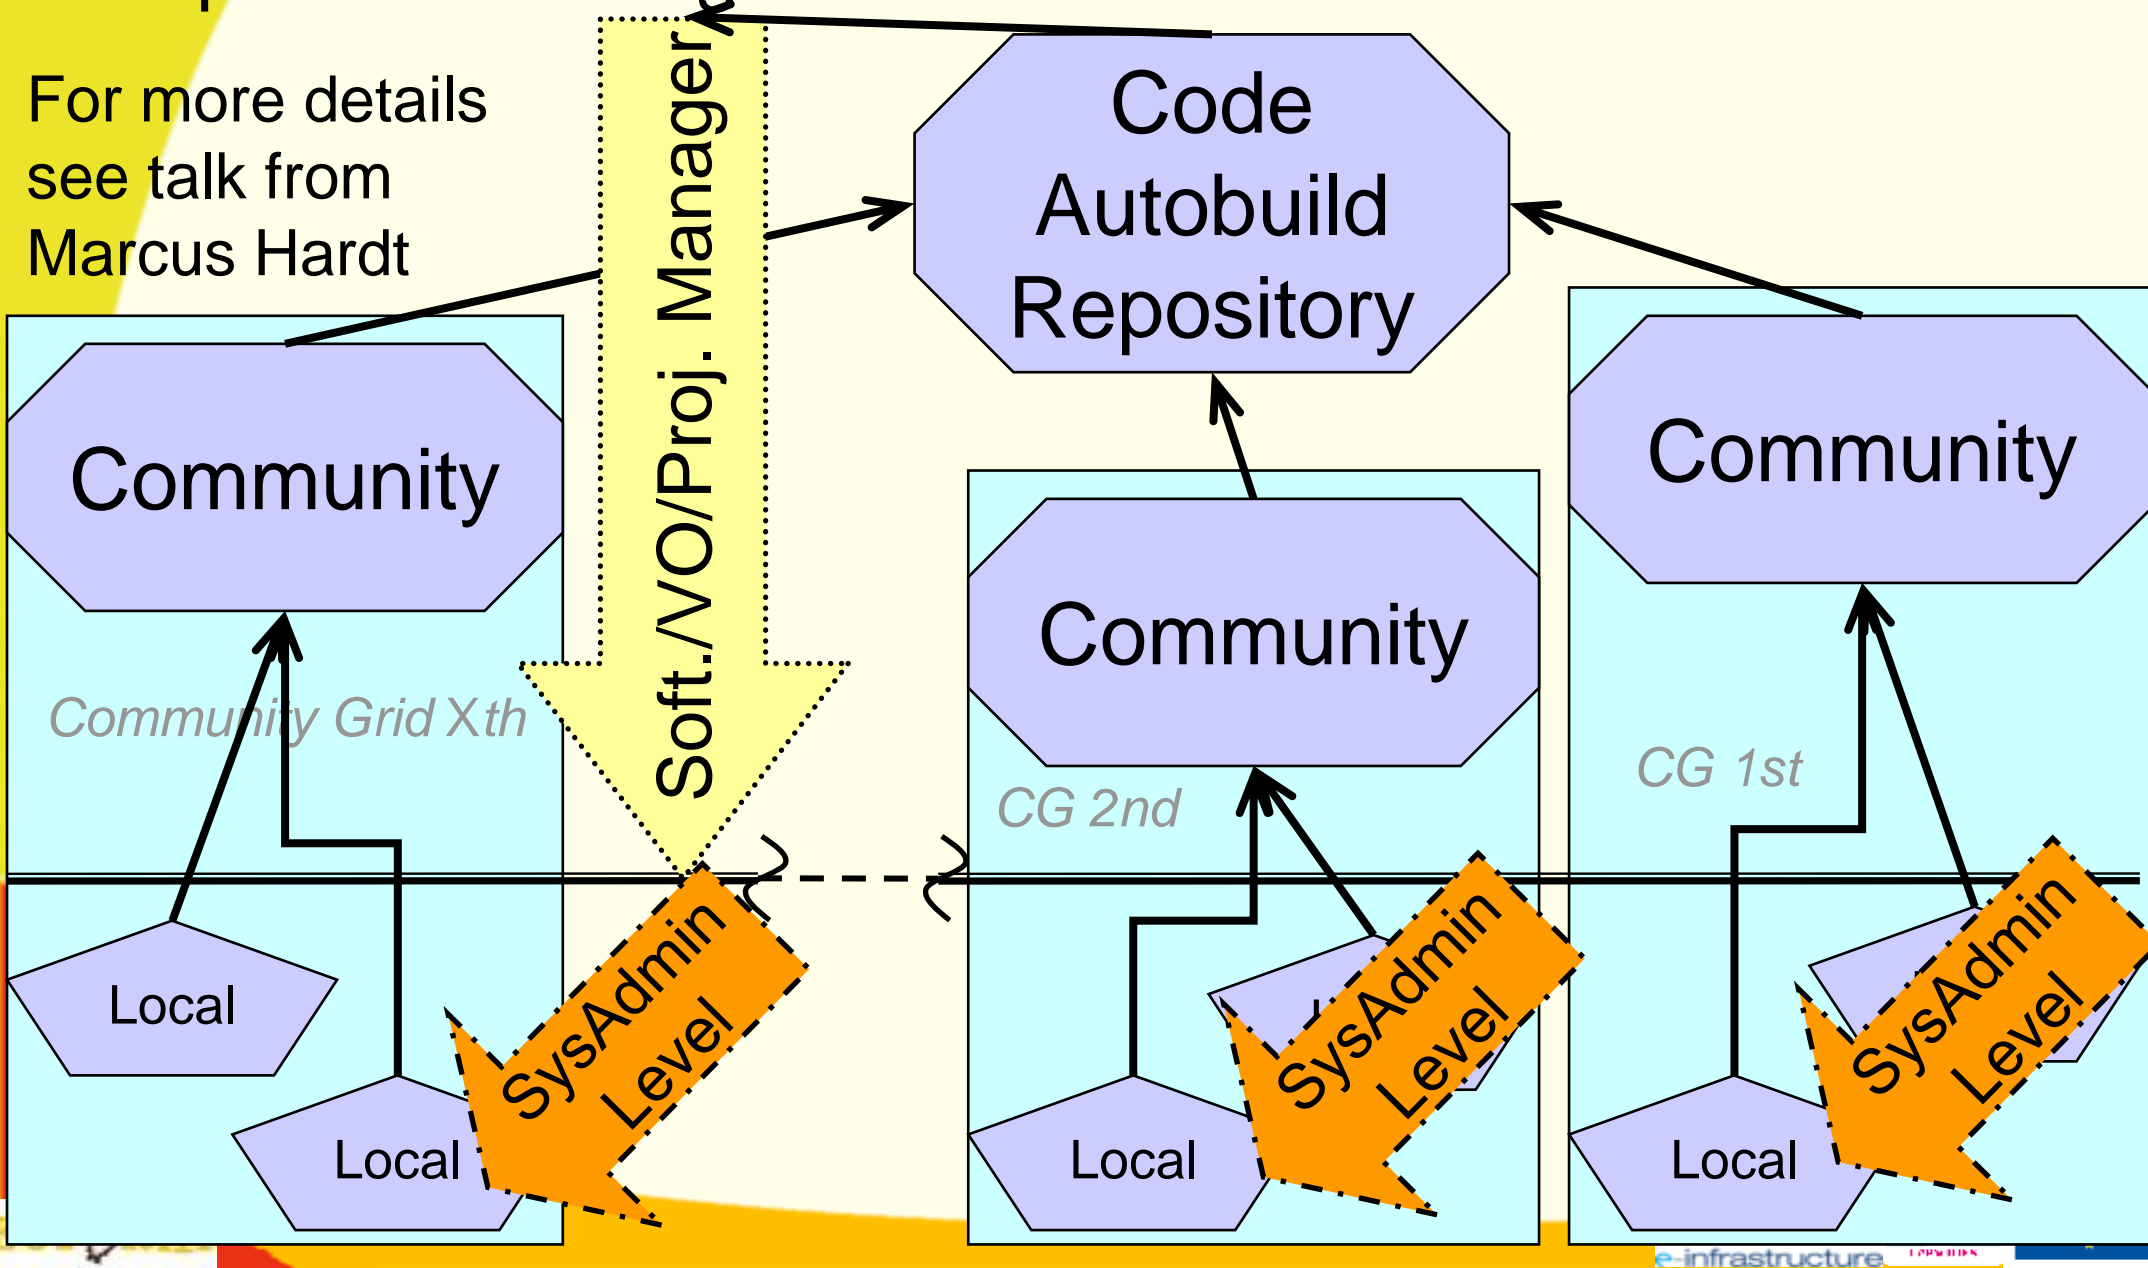 For more details
see talk from
Marcus Hardt
Soft./VO/Proj. Manager
Code
Autobuild
Repository
Community
Community
Community
Community Grid Xth
CG 2nd
CG 1st
Local
Local
SysAdmin
Level
Local
SysAdmin
Level
Local
SysAdmin
Level
e-infrastructure